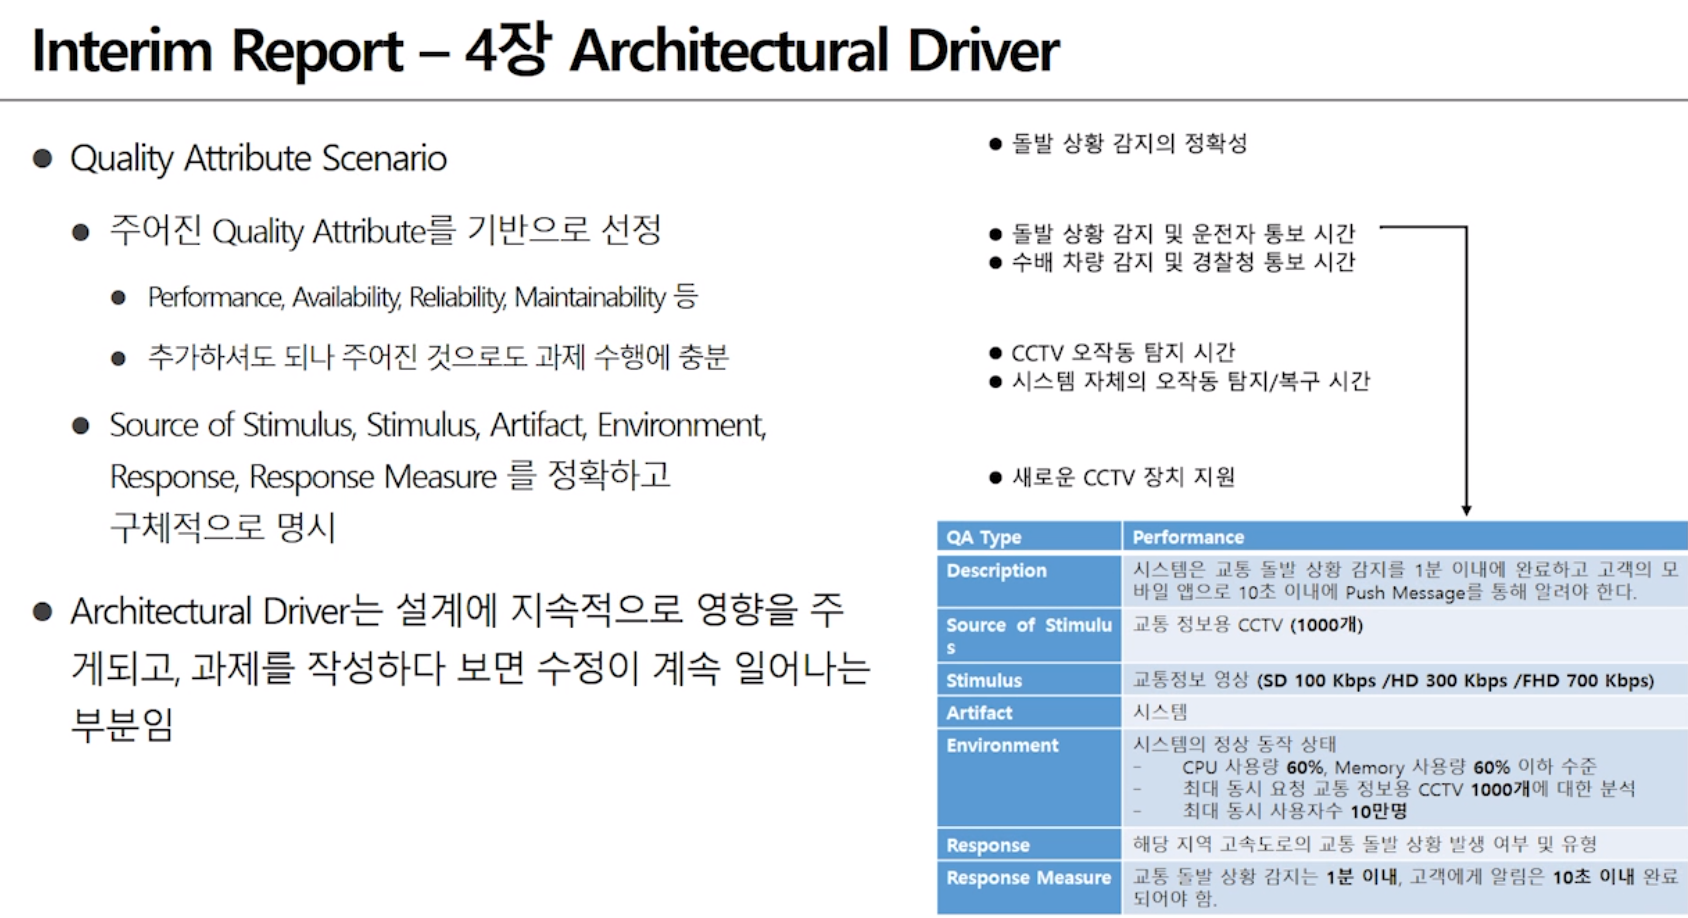 Interim Report – 4장 Architectural Driver
● Quality Attribute Scenario
● 주어진 Quality Attribute를 기반으로 선정
● Performance, Availability, Reliability, Maintainability 등
● 추가하셔도 되나 주어진 것으로도 과제 수행에 충분
● Source of Stimulus, Stimulus, Artifact, Environment,
Response, Response Measure 를 정확하고
구체적으로 명시
● Architectural Driver는 설계에 지속적으로 영향을 주
게되고, 과제를 작성하다 보면 수정이 계속 일어나는
부분임
● 돌발 상황 감지의 정확성
● 돌발 상황 감지 및 운전자 통보 시간
● 수배 차량 감지 및 경찰청 통보 시간
● CCTV 오작동 탐지 시간
● 시스템 자체의 오작동 탐지/복구 시간
● 새로운 CCTV 장치 지원
QA Type Performance
Description 시스템은 교통 돌발 상황 감지를 1분 이내에 완료하고 고객의 모
바일 앱으로 10초 이내에 Push Message를 통해 알려야 한다.
Source of Stimulu 교통 정보용 CCTV (1000개)
s
Stimulus 교통정보 영상 (SD 100 Kbps /HD 300 Kbps /FHD 700 Kbps)
Artifact 시스템
Environment 시스템의 정상 동작 상태
- CPU 사용량 60%, Memory 사용량 60% 이하 수준
- 최대 동시 요청 교통 정보용 CCTV 1000개에 대한 분석
- 최대 동시 사용자수 10만명
Response 해당 지역 고속도로의 교통 돌발 상황 발생 여부 및 유형
Response Measure 교통 돌발 상황 감지는 1분 이내, 고객에게 알림은 10초 이내 완료
되어야 함.